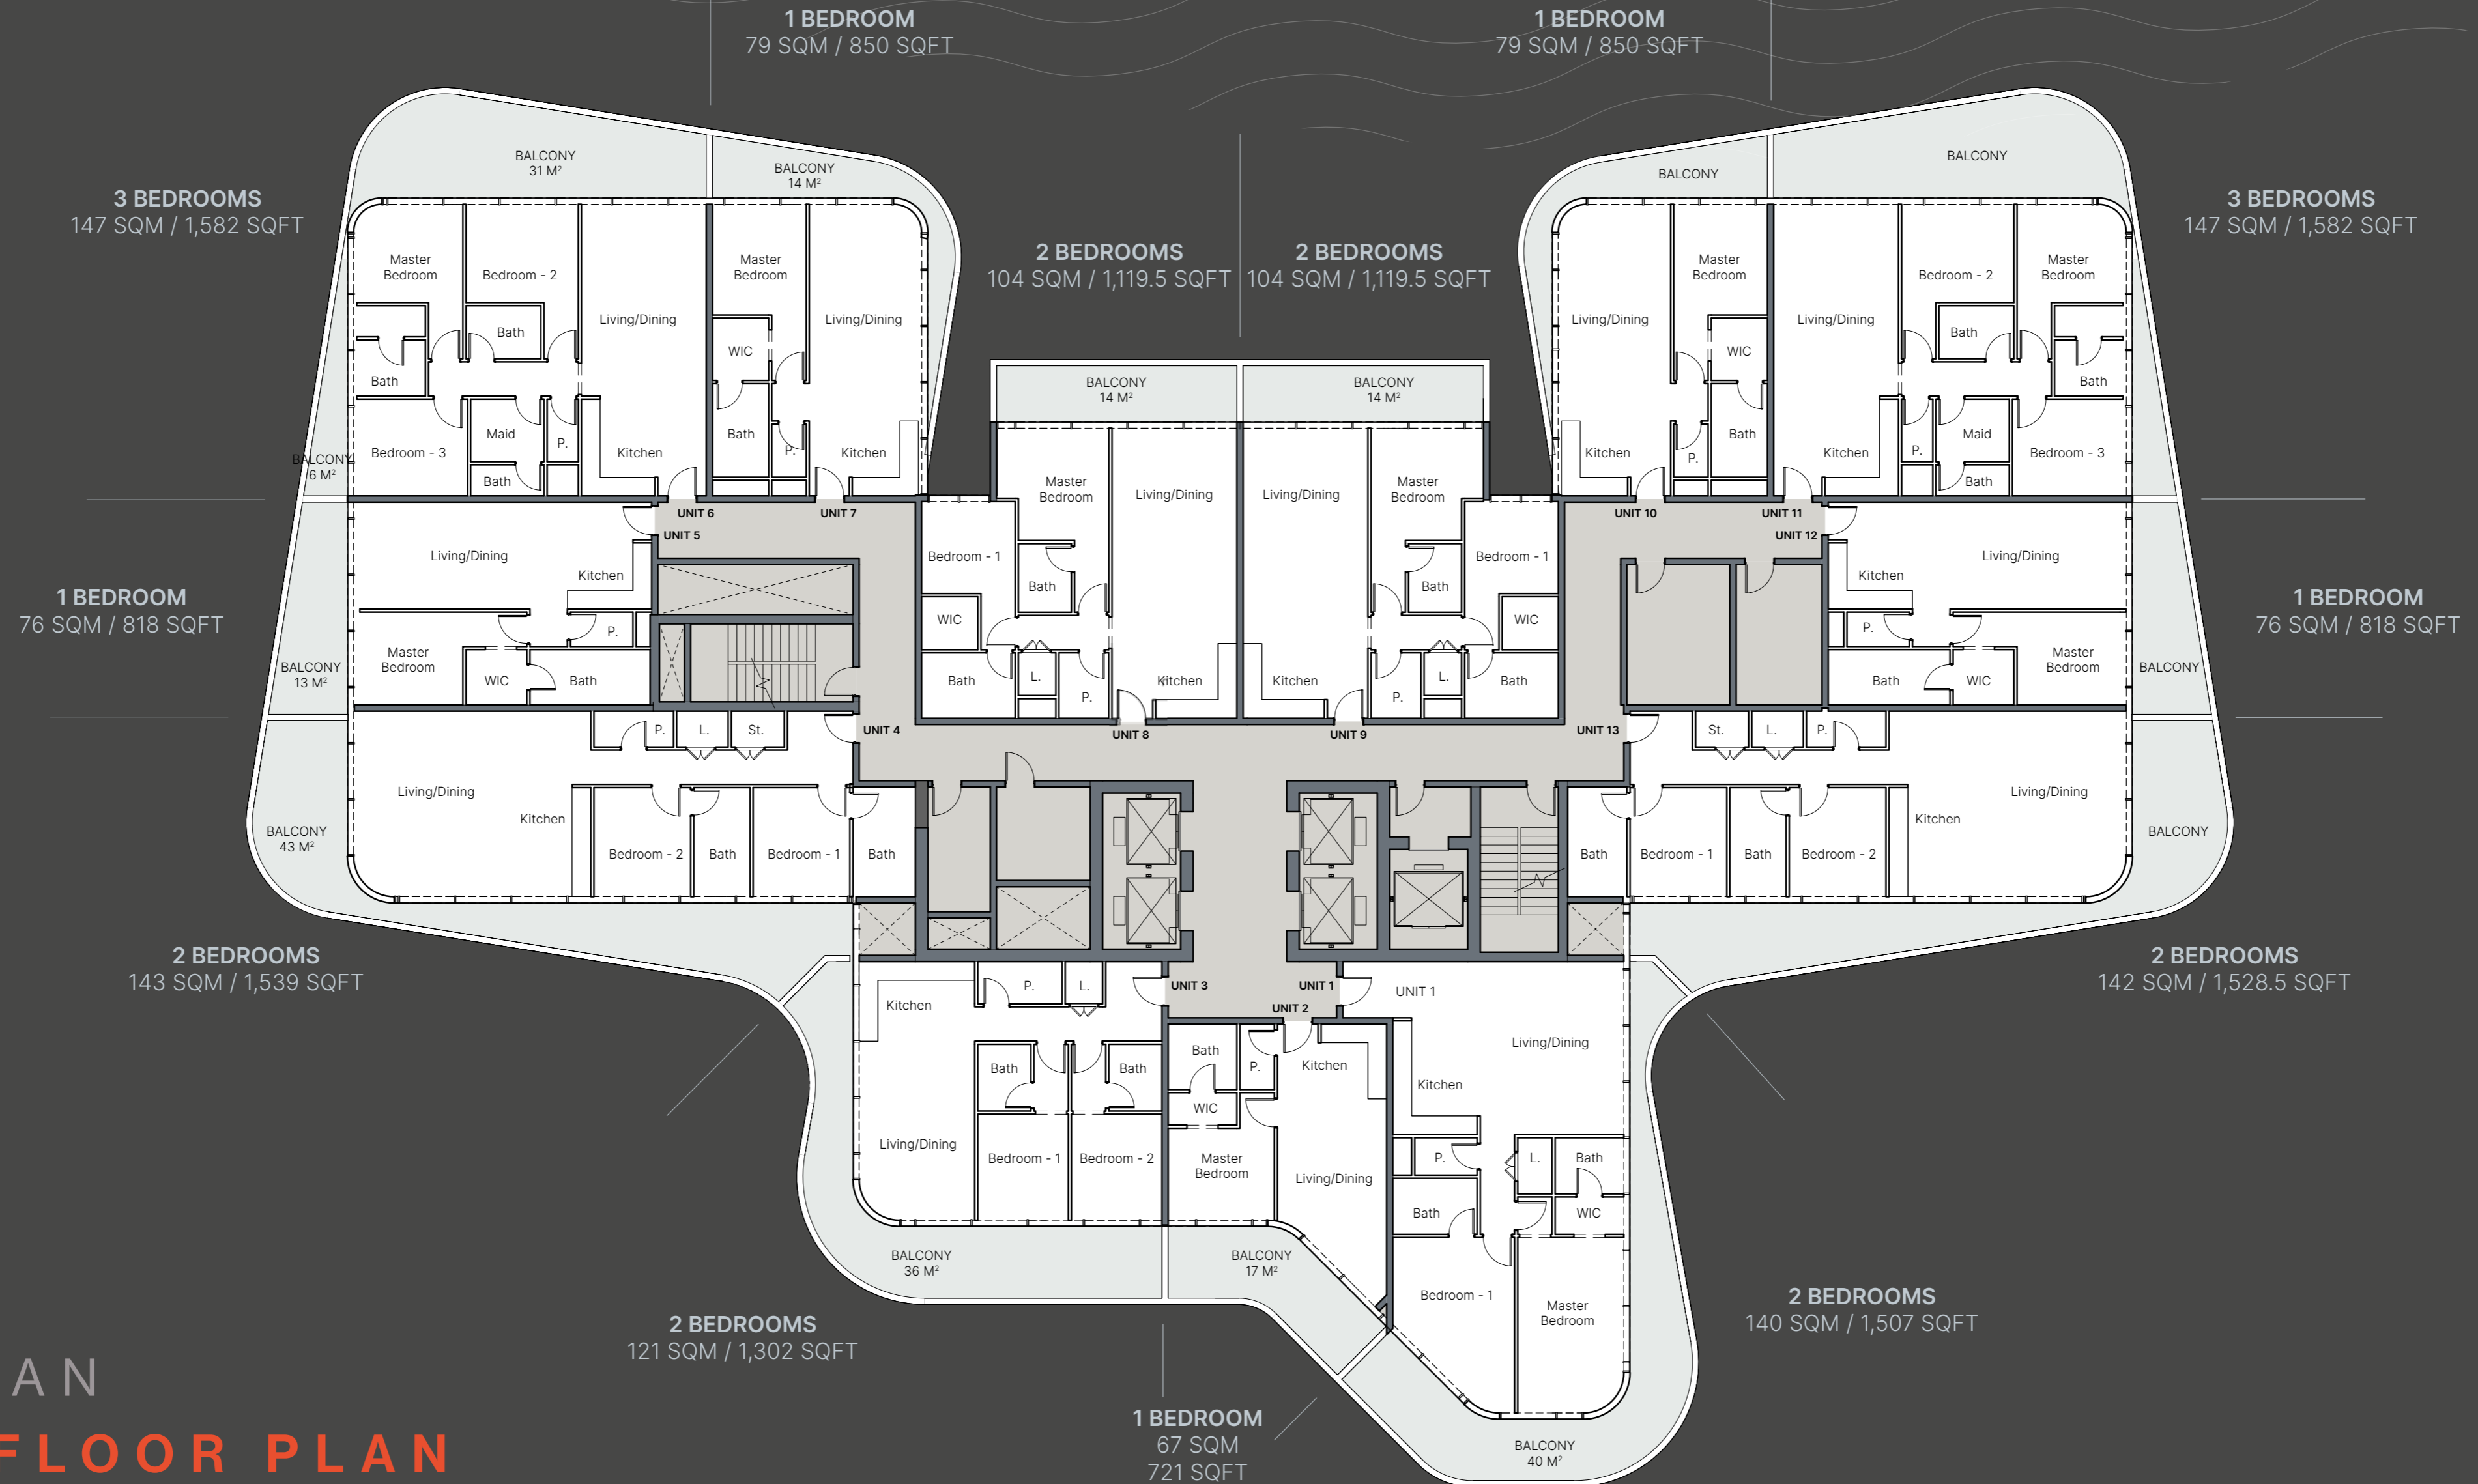 1 BEDROOM
79 SQM / 850 SQFT
1 BEDROOM
79 SQM / 850 SQFT
3 BEDROOMS
147 SQM / 1,582 SQFT
2 BEDROOMS
104 SQM / 1,119.5 SQFT
2 BEDROOMS
104 SQM / 1,119.5 SQFT
3 BEDROOMS
147 SQM / 1,582 SQFT
BALCONY
31 M²
BALCONY
14 M²
BALCONY
BALCONY
Master
Bedroom
Bedroom - 2
Living/Dining
Bath
Bath
Bedroom - 3
Maid
Bath
P.
Kitchen
BALCONY
6 M²
UNIT 6
Master
Bedroom
Living/Dining
WIC
Bath
P.
Kitchen
UNIT 7
BALCONY
14 M²
BALCONY
14 M²
Master
Bedroom
Living/Dining
Bedroom - 1
Bath
WIC
Bath
L.
P.
Kitchen
UNIT 8
Living/Dining
Master
Bedroom
Bedroom - 1
Bath
WIC
Kitchen
P.
L.
Bath
UNIT 9
Living/Dining
Master
Bedroom
WIC
Bath
Kitchen
P.
UNIT 10
Living/Dining
Bedroom - 2
Master
Bedroom
Bath
Bath
Kitchen
P.
Maid
Bath
Bedroom - 3
UNIT 11
UNIT 5
Living/Dining
Kitchen
P.
Master
Bedroom
WIC
Bath
BALCONY
13 M²
1 BEDROOM
76 SQM / 818 SQFT
UNIT 12
Living/Dining
Kitchen
P.
Master
Bedroom
Bath
WIC
BALCONY
1 BEDROOM
76 SQM / 818 SQFT
UNIT 4
P.
L.
St.
Living/Dining
Kitchen
Bedroom - 2
Bath
Bedroom - 1
Bath
BALCONY
43 M²
2 BEDROOMS
143 SQM / 1,539 SQFT
UNIT 13
St.
L.
P.
Living/Dining
Kitchen
Bath
Bedroom - 1
Bath
Bedroom - 2
BALCONY
2 BEDROOMS
142 SQM / 1,528.5 SQFT
UNIT 3
Kitchen
P.
L.
Bath
Bath
Living/Dining
Bedroom - 1
Bedroom - 2
BALCONY
36 M²
2 BEDROOMS
121 SQM / 1,302 SQFT
UNIT 2
Bath
P.
Kitchen
WIC
Master
Bedroom
Living/Dining
BALCONY
17 M²
1 BEDROOM
67 SQM
721 SQFT
UNIT 1
UNIT 1
Living/Dining
Kitchen
P.
L.
Bath
Bath
WIC
Bedroom - 1
Master
Bedroom
BALCONY
40 M²
2 BEDROOMS
140 SQM / 1,507 SQFT
AN
FLOOR PLAN